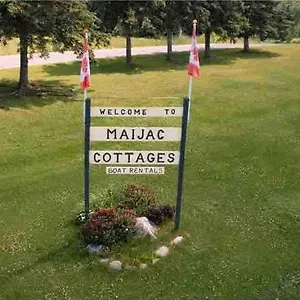 WELCOME TO
MAIJAC
COTTAGES
BOAT RENTALS